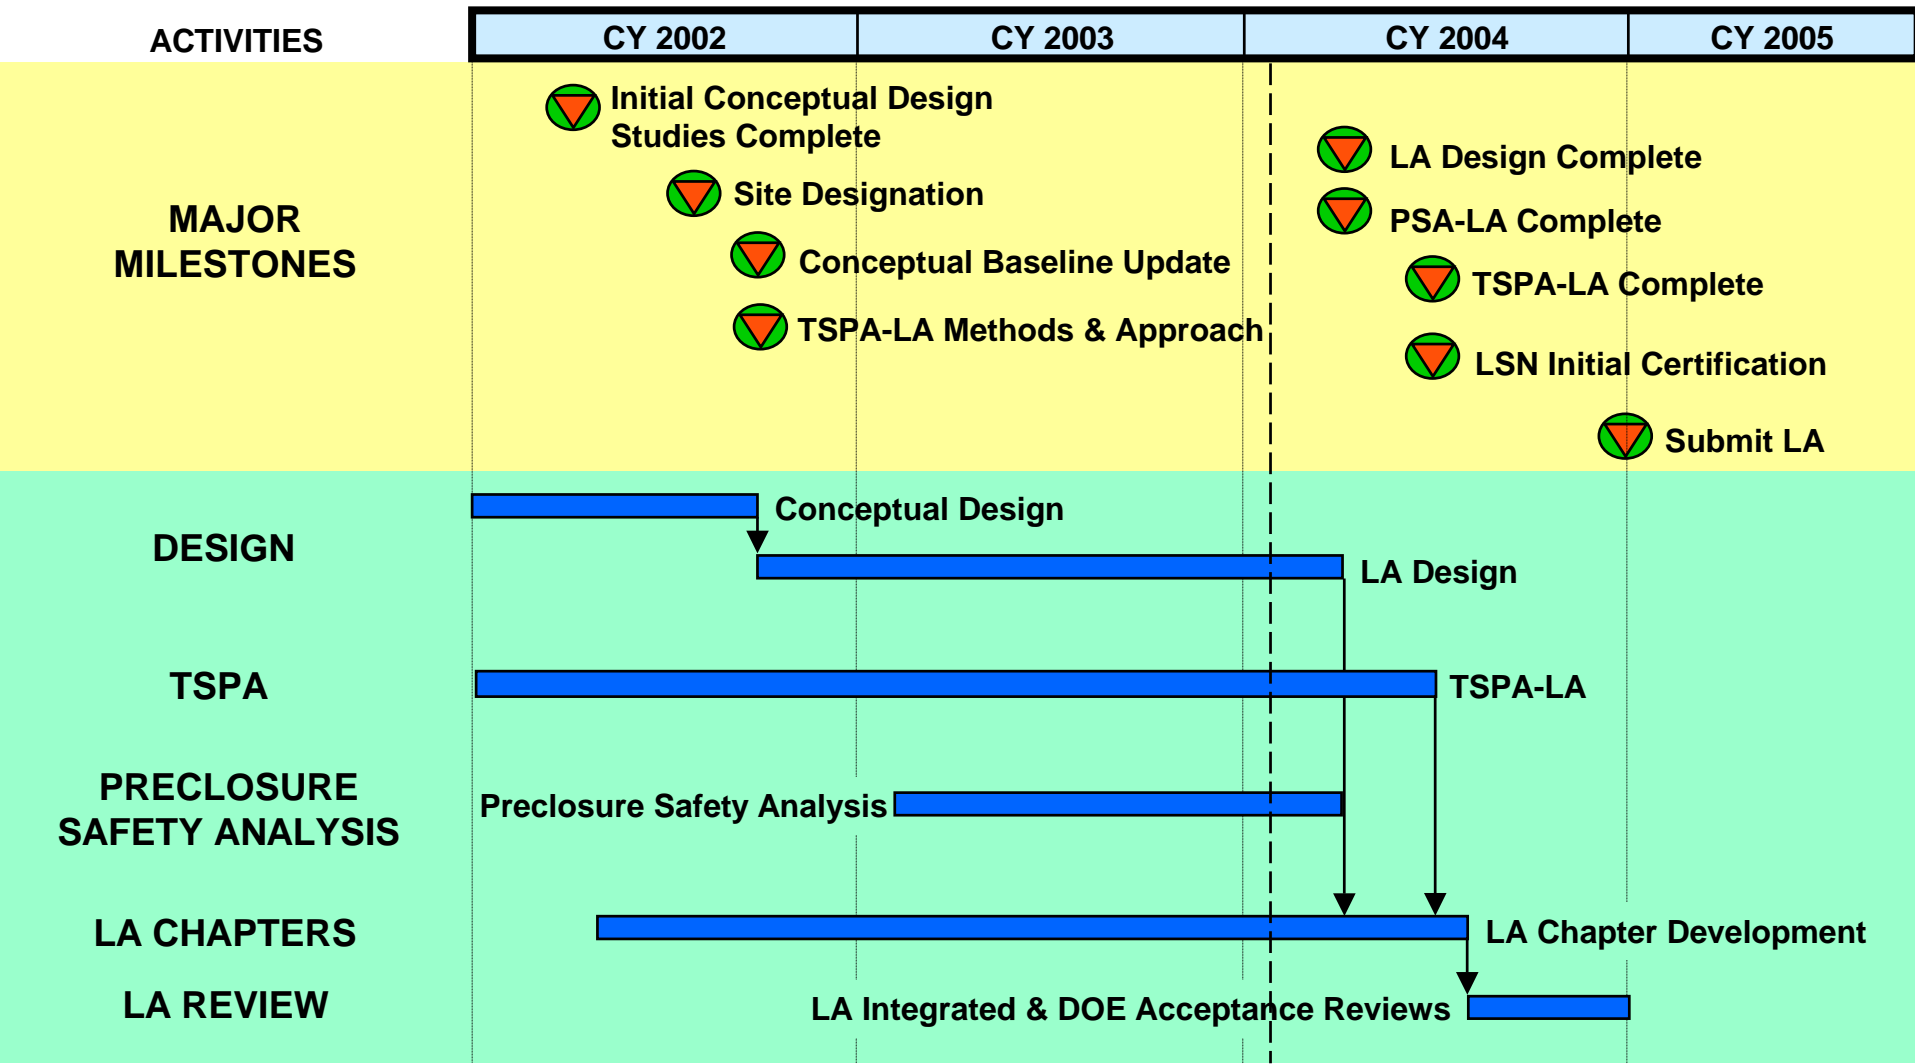 ACTIVITIES
CY 2002
CY 2003
CY 2004
CY 2005
MAJOR
MILESTONES
Initial Conceptual Design
Studies Complete
Site Designation
Conceptual Baseline Update
TSPA-LA Methods & Approach
LA Design Complete
PSA-LA Complete
TSPA-LA Complete
LSN Initial Certification
Submit LA
DESIGN
Conceptual Design
LA Design
TSPA
TSPA-LA
PRECLOSURE
SAFETY ANALYSIS
Preclosure Safety Analysis
LA CHAPTERS
LA Chapter Development
LA REVIEW
LA Integrated & DOE Acceptance Reviews